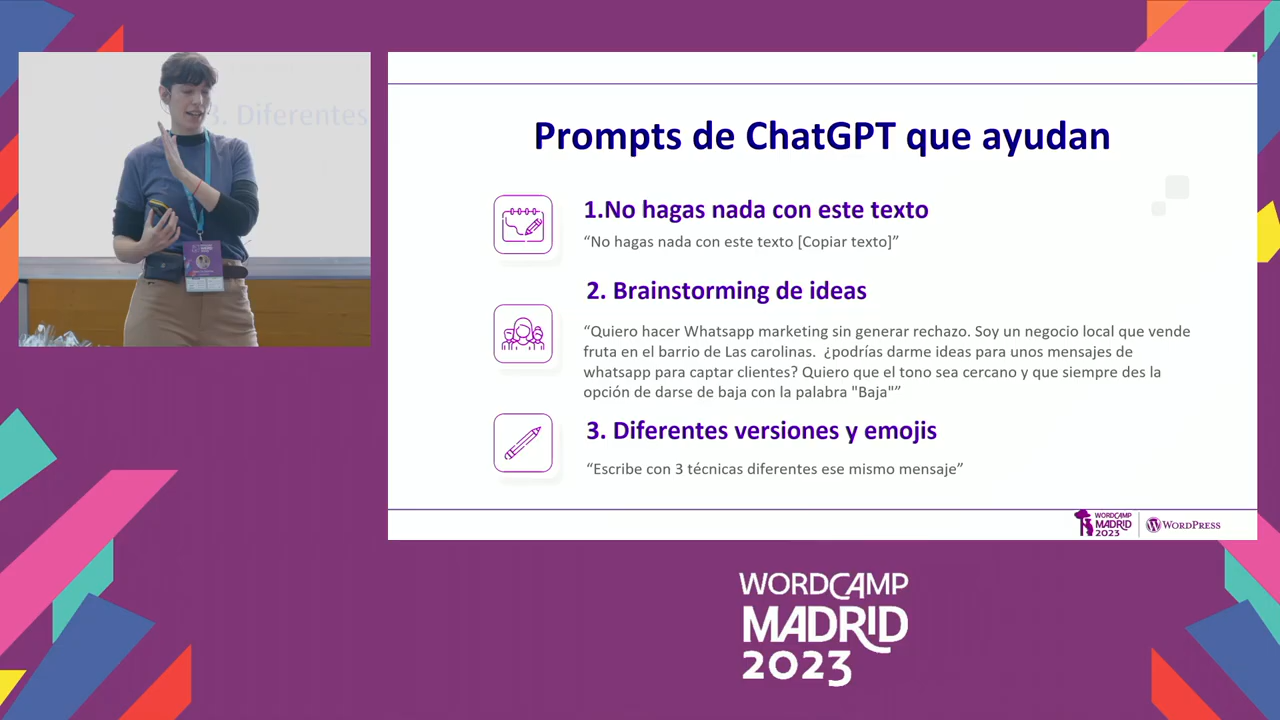 3. Diferentes
Prompts de ChatGPT que ayudan
1.No hagas nada con este texto
“No hagas nada con este texto [Copiar texto]”
2. Brainstorming de ideas
“Quiero hacer Whatsapp marketing sin generar rechazo. Soy un negocio local que vende
fruta en el barrio de Las carolinas.  ¿podrías darme ideas para unos mensajes de
whatsapp para captar clientes? Quiero que el tono sea cercano y que siempre des la
opción de darse de baja con la palabra "Baja"”
3. Diferentes versiones y emojis
“Escribe con 3 técnicas diferentes ese mismo mensaje”
WORDCAMP
MADRID
2023
WORDPRESS
WORDCAMP
MADRID
2023